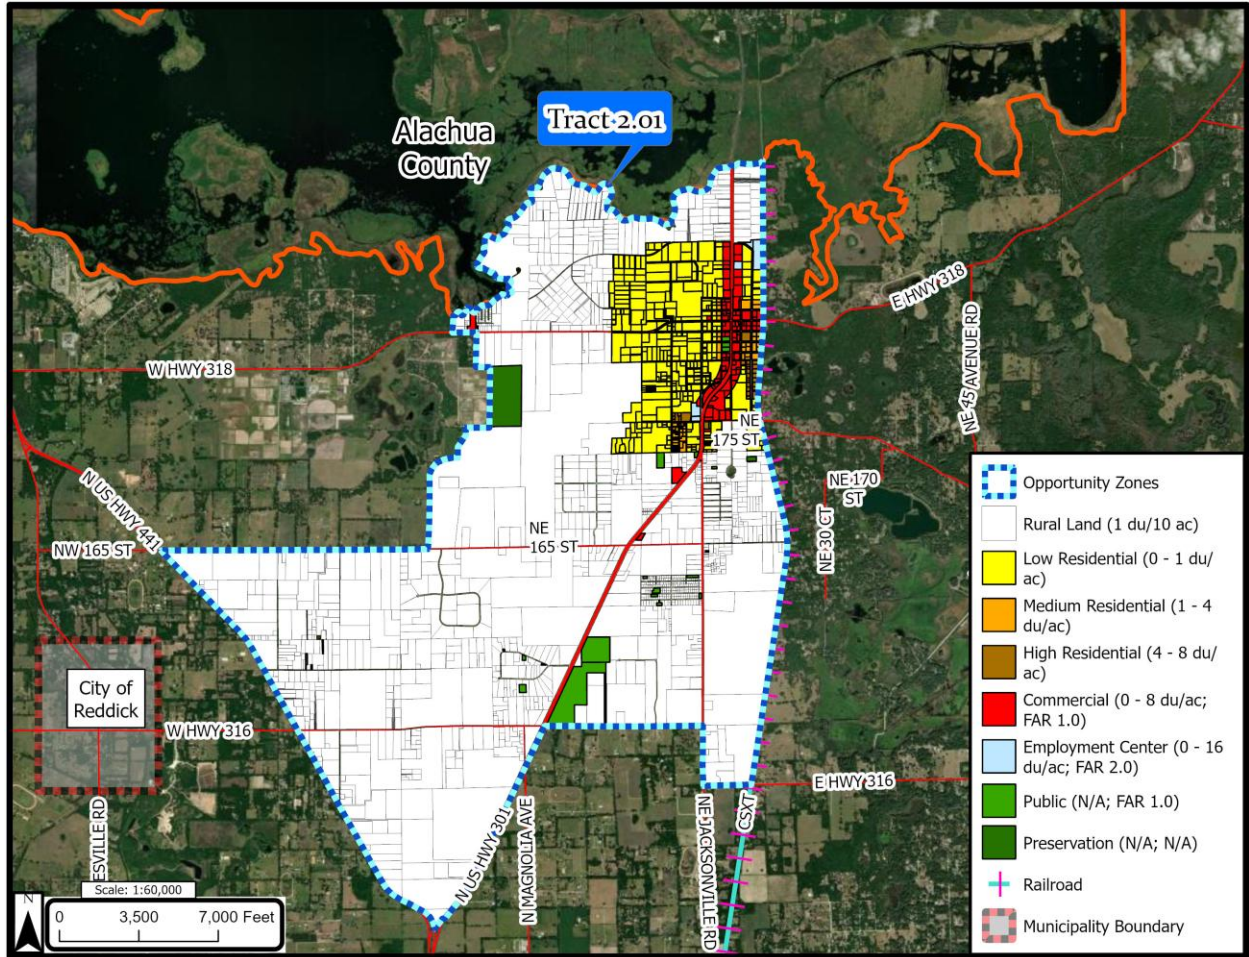 Tract 2.01
Alachua
County
E HWY 318
W HWY 318
NE 45 AVENUE RD
NE
175 ST
N US HWY 441
NE 170
ST
NE 30 CT
NW 165 ST
NE
165 ST
City of
Reddick
W HWY 316
E HWY 316
ESVILLE RD
N US HWY 301
N MAGNOLIA AVE
NE JACKSONVILLE RD
CSXT
Opportunity Zones
Rural Land (1 du/10 ac)
Low Residential (0 - 1 du/
ac)
Medium Residential (1 - 4
du/ac)
High Residential (4 - 8 du/
ac)
Commercial (0 - 8 du/ac;
FAR 1.0)
Employment Center (0 - 16
du/ac; FAR 2.0)
Public (N/A; FAR 1.0)
Preservation (N/A; N/A)
Railroad
Municipality Boundary
Scale: 1:60,000
N
0 3,500 7,000 Feet